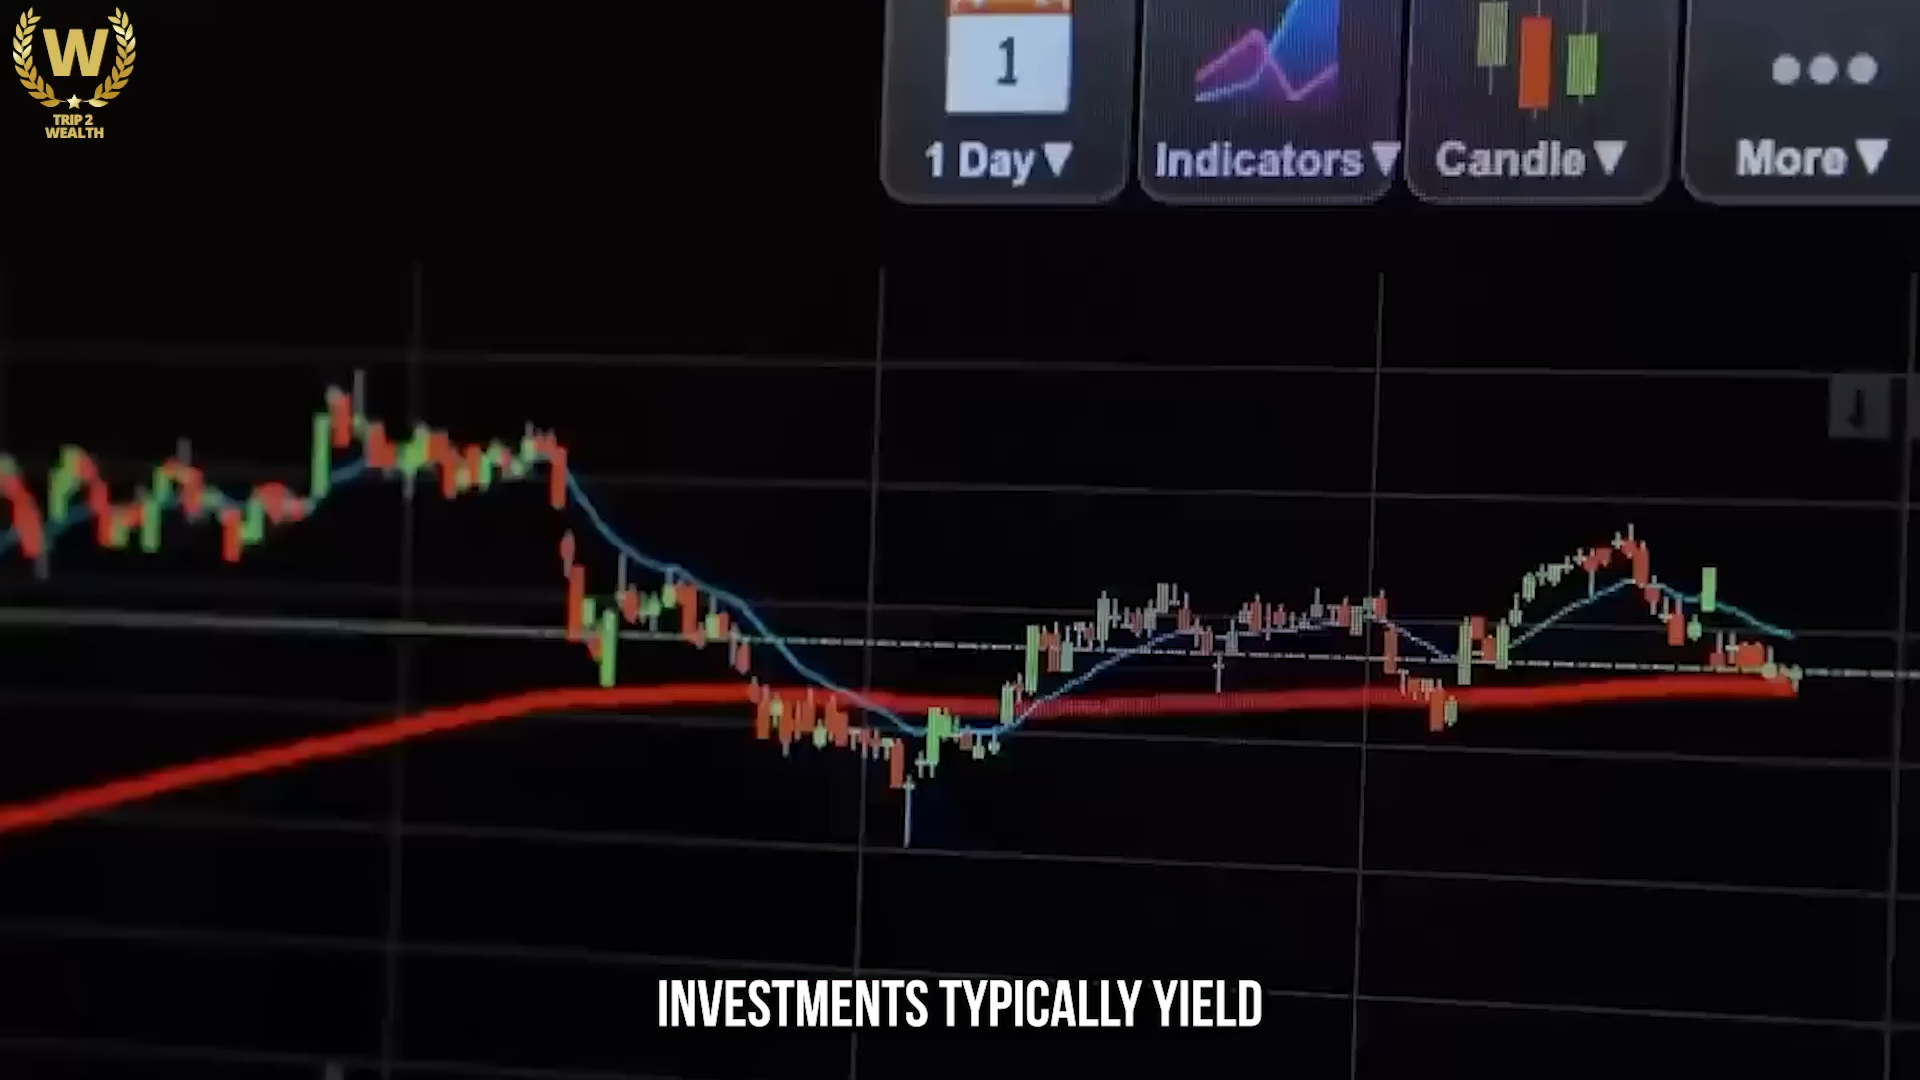 W
TRIP 2
WEALTH
1
1 Day ▼
Indicators ▼
Candle ▼
More ▼
INVESTMENTS TYPICALLY YIELD